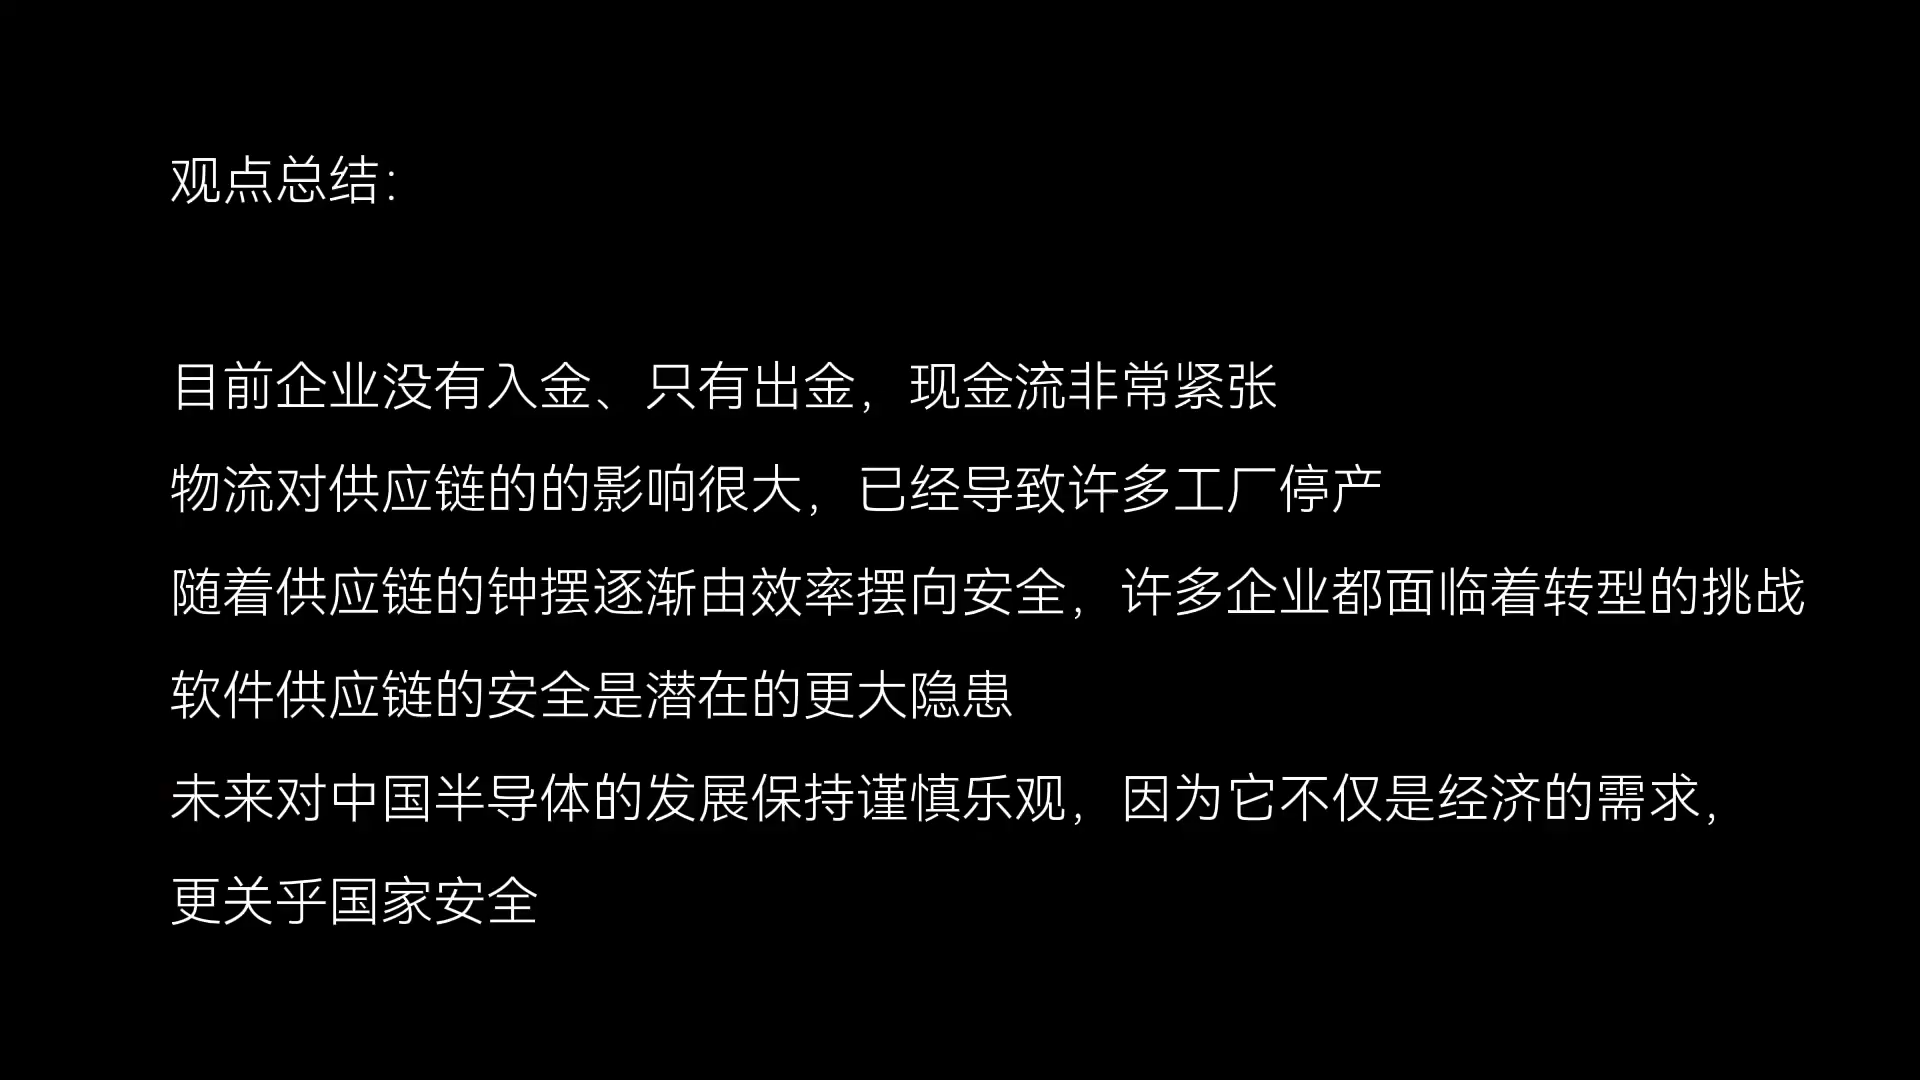 观点总结：
目前企业没有入金、只有出金，现金流非常紧张
物流对供应链的的影响很大，已经导致许多工厂停产
随着供应链的钟摆逐渐由效率摆向安全，许多企业都面临着转型的挑战
软件供应链的安全是潜在的更大隐患
未来对中国半导体的发展保持谨慎乐观，因为它不仅是经济的需求，
更关乎国家安全